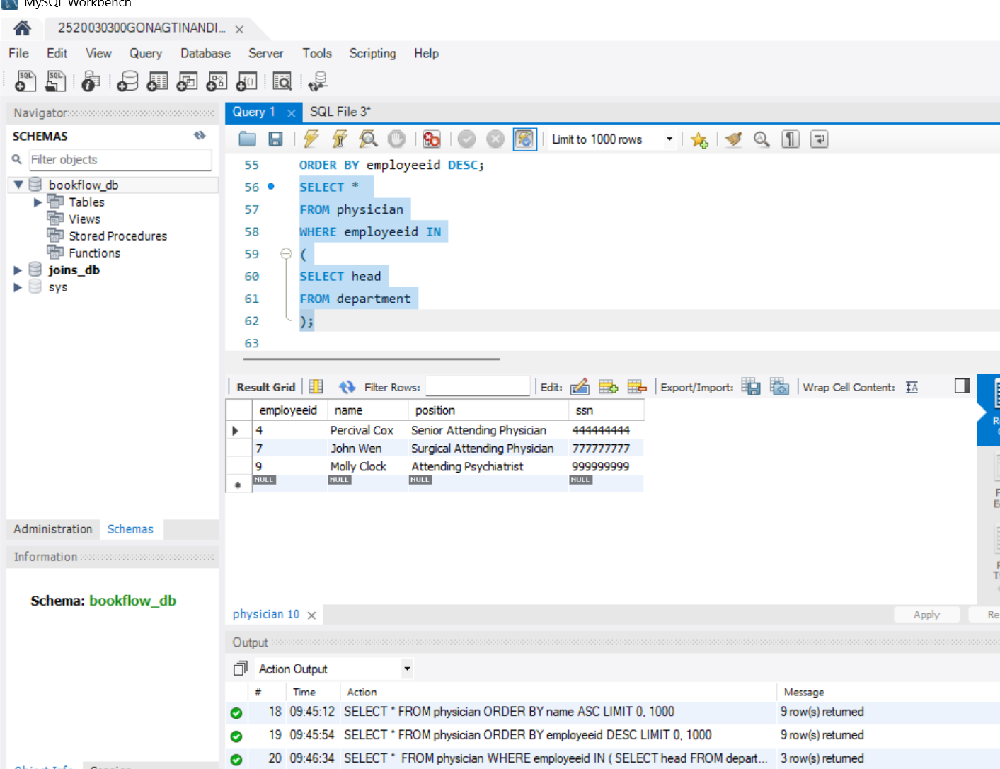 MySQL Workbench
2520030300GONAGTINANDI...
File Edit View Query Database Server Tools Scripting Help
Navigator
SCHEMAS
Filter objects
bookflow_db
Tables
Views
Stored Procedures
Functions
joins_db
sys
Administration Schemas
Information
Schema: bookflow_db
Query 1 SQL File 3*
Limit to 1000 rows
55 ORDER BY employeeid DESC;
56 SELECT *
57 FROM physician
58 WHERE employeeid IN
59 (
60 SELECT head
61 FROM department
62 );
63
Result Grid Filter Rows: Edit: Export/Import: Wrap Cell Content:
employeeid name position ssn
4 Percival Cox Senior Attending Physician 444444444
7 John Wen Surgical Attending Physician 777777777
9 Molly Clock Attending Psychiatrist 999999999
NULL NULL NULL NULL
physician 10 Apply
Output
Action Output
# Time Action Message
18 09:45:12 SELECT * FROM physician ORDER BY name ASC LIMIT 0, 1000 9 row(s) returned
19 09:45:54 SELECT * FROM physician ORDER BY employeeid DESC LIMIT 0, 1000 9 row(s) returned
20 09:46:34 SELECT * FROM physician WHERE employeeid IN ( SELECT head FROM depart... 3 row(s) returned